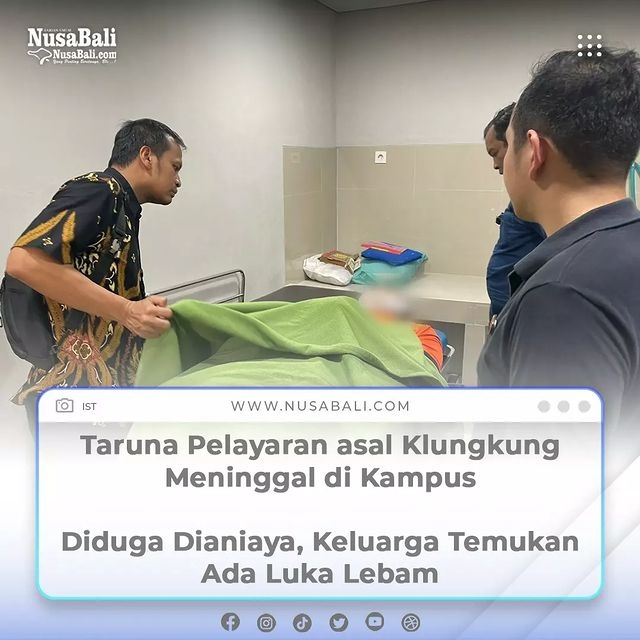 NusaBali
NusaBali.com
IST
WWW.NUSABALI.COM
Taruna Pelayaran asal Klungkung
Meninggal di Kampus
Diduga Dianiaya, Keluarga Temukan
Ada Luka Lebam